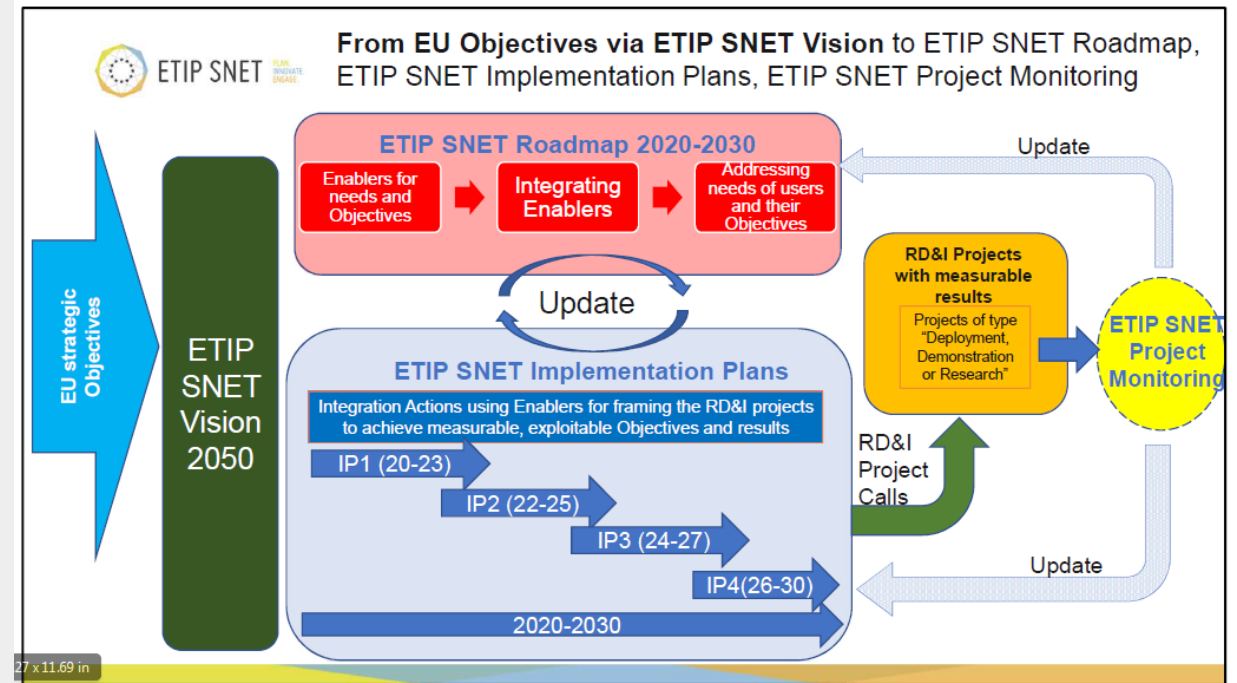 From EU Objectives via ETIP SNET Vision to ETIP SNET Roadmap,
ETIP SNET Implementation Plans, ETIP SNET Project Monitoring
ETIP SNET
PLAN.
INNOVATE.
ENGAGE.
EU strategic
Objectives
ETIP
SNET
Vision
2050
ETIP SNET Roadmap 2020-2030
Enablers for
needs and
Objectives
Integrating
Enablers
Addressing
needs of users
and their
Objectives
Update
Update
ETIP SNET Implementation Plans
Integration Actions using Enablers for framing the RD&I projects
to achieve measurable, exploitable Objectives and results
IP1 (20-23)
IP2 (22-25)
IP3 (24-27)
IP4(26-30)
2020-2030
RD&I
Project
Calls
RD&I Projects
with measurable
results
Projects of type
“Deployment,
Demonstration
or Research”
ETIP SNET
Project
Monitoring
Update
27 x 11.69 in